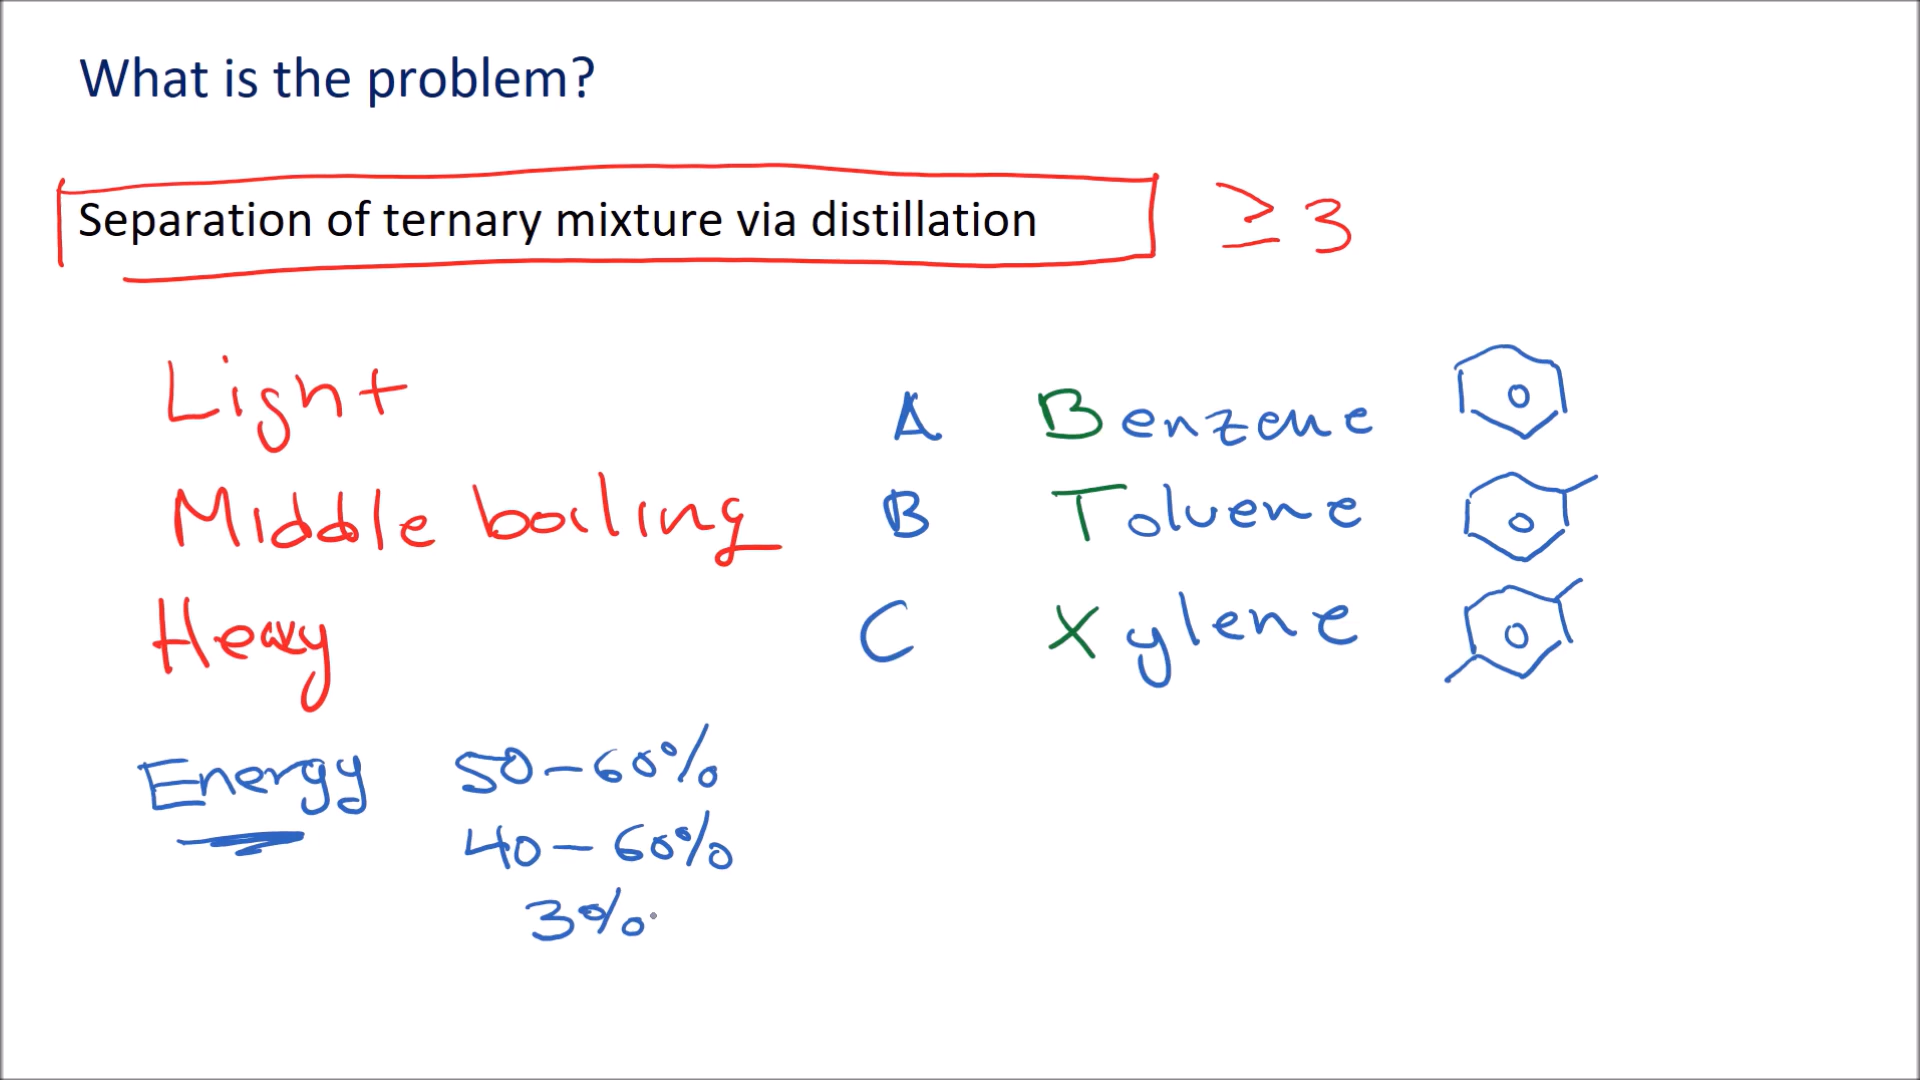 What is the problem?
Separation of ternary mixture via distillation ≥ 3
Light A Benzene
Middle boiling B Toluene
Heavy C Xylene
Energy 50-60%
40-60%
3%